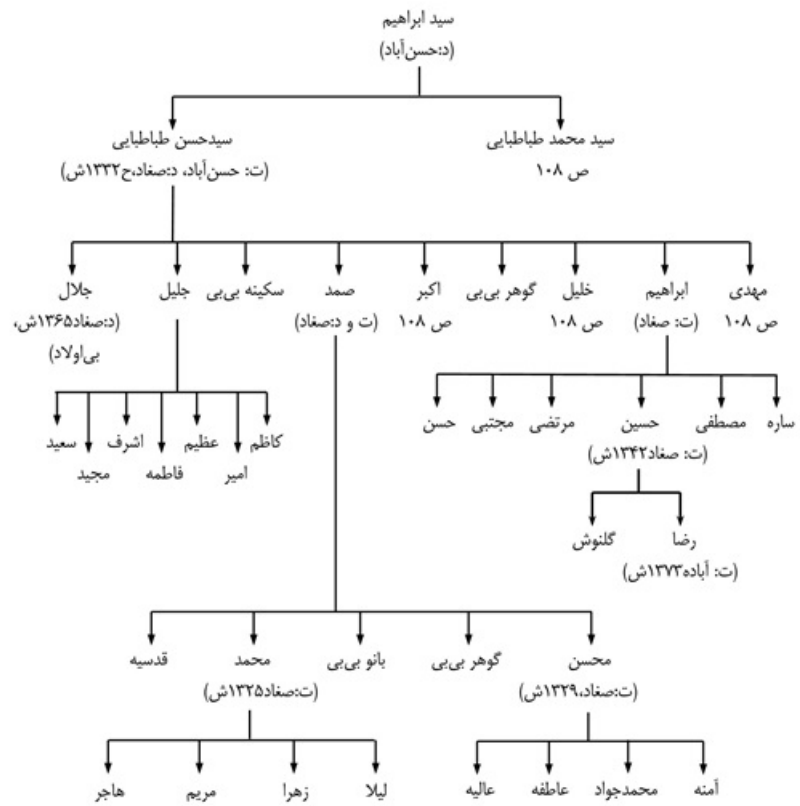 سید ابراهیم
(د:حسن‌آباد)
سید محمد طباطبایی
ص ۱۰۸
سیدحسن طباطبایی
(ت: حسن‌آباد، د:صغاد،ح۱۳۳۲ش)
مهدی
ص ۱۰۸
ابراهیم
(ت: صغاد)
خلیل
ص ۱۰۸
گوهر بی‌بی
اکبر
ص ۱۰۸
صمد
(ت و د:صغاد)
سکینه بی‌بی
جلیل
جلال
(د:صغاد۱۳۶۵ش،
بی‌اولاد)
ساره
مصطفی
حسین
(ت: صغاد۱۳۴۲ش)
مرتضی
مجتبی
حسن
کاظم
امیر
عظیم
فاطمه
اشرف
مجید
سعید
رضا
(ت: آباده۱۳۷۳ش)
گلنوش
محسن
(ت:صغاد،۱۳۲۹ش)
گوهر بی‌بی
بانو بی‌بی
محمد
(ت:صغاد۱۳۲۵ش)
قدسیه
آمنه
محمدجواد
عاطفه
عالیه
لیلا
زهرا
مریم
هاجر